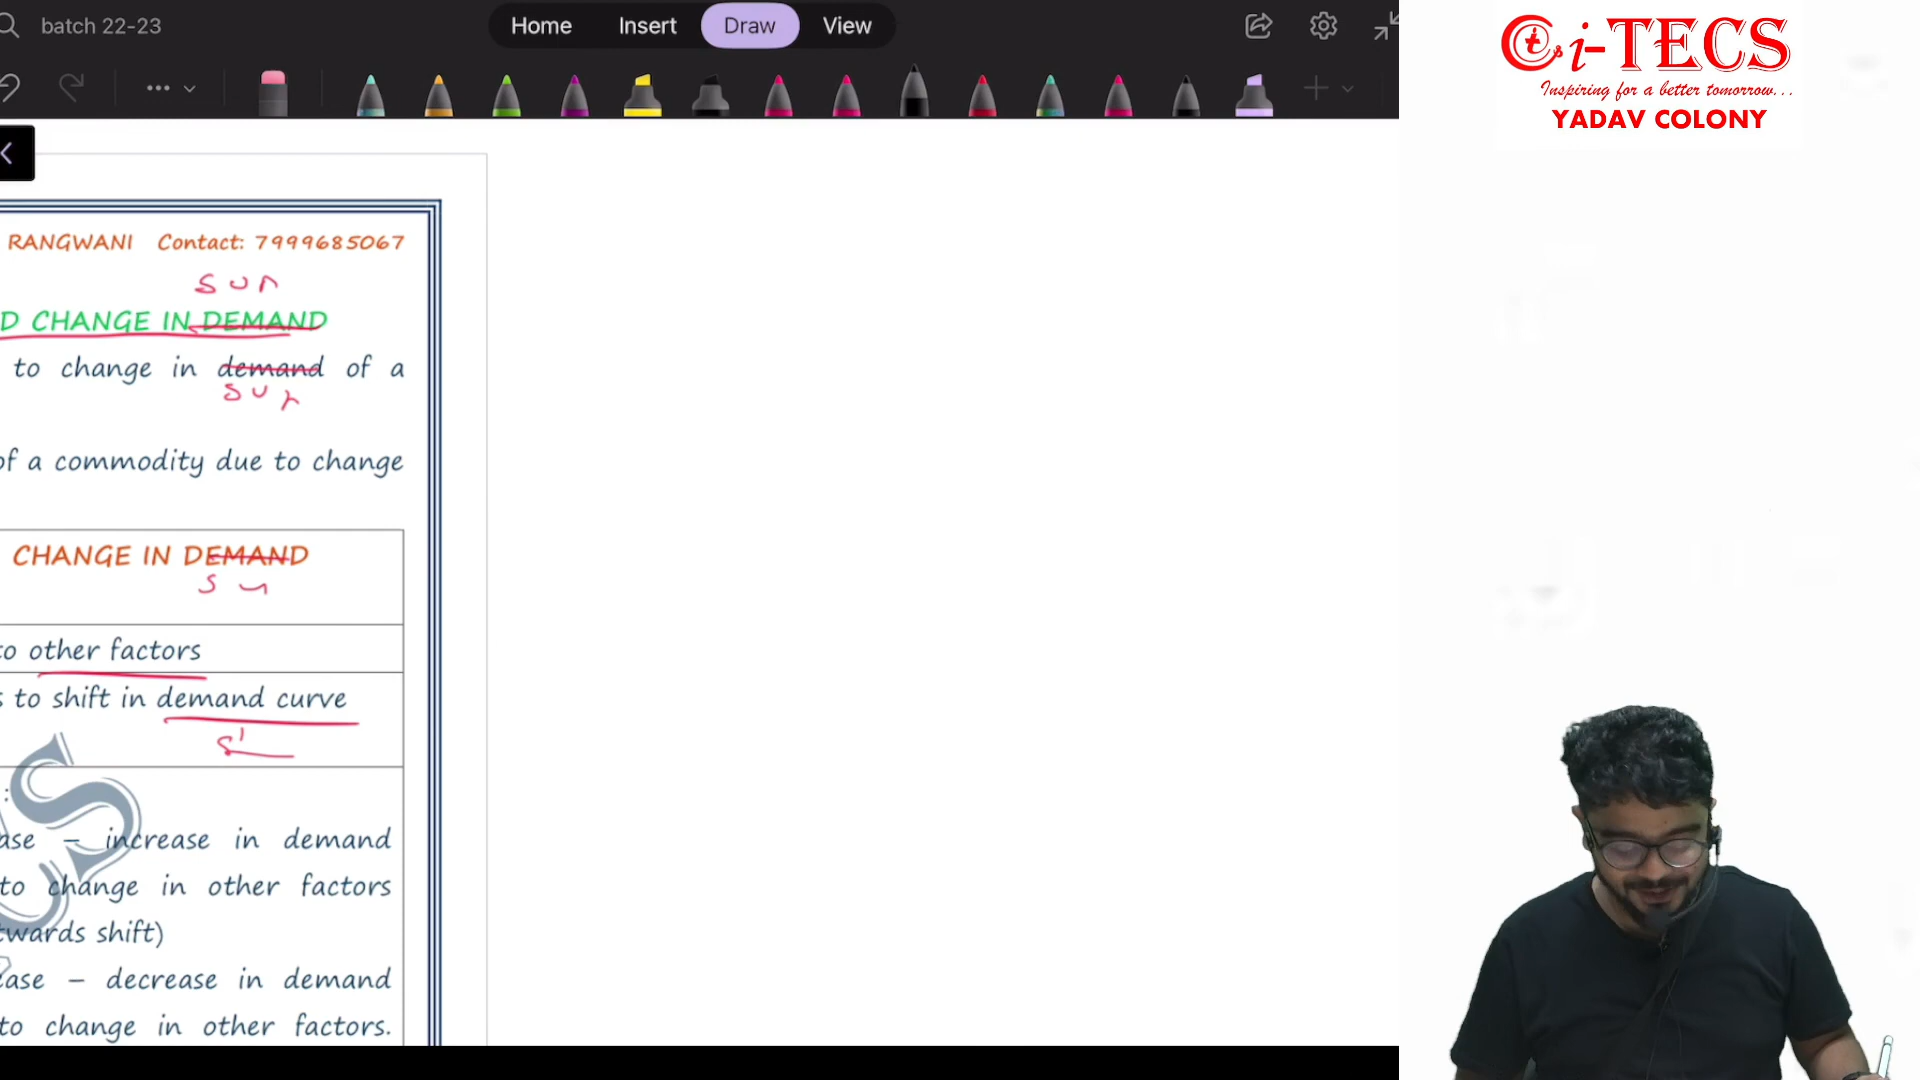 batch 22-23
Home Insert Draw View
i-TECS
Inspiring for a better tomorrow...
YADAV COLONY
RANGWANI Contact: 7999685067
D CHANGE IN DEMAND
to change in demand of a
of a commodity due to change
CHANGE IN DEMAND
to other factors
s to shift in demand curve
ase – increase in demand
to change in other factors
twards shift)
ease – decrease in demand
to change in other factors.